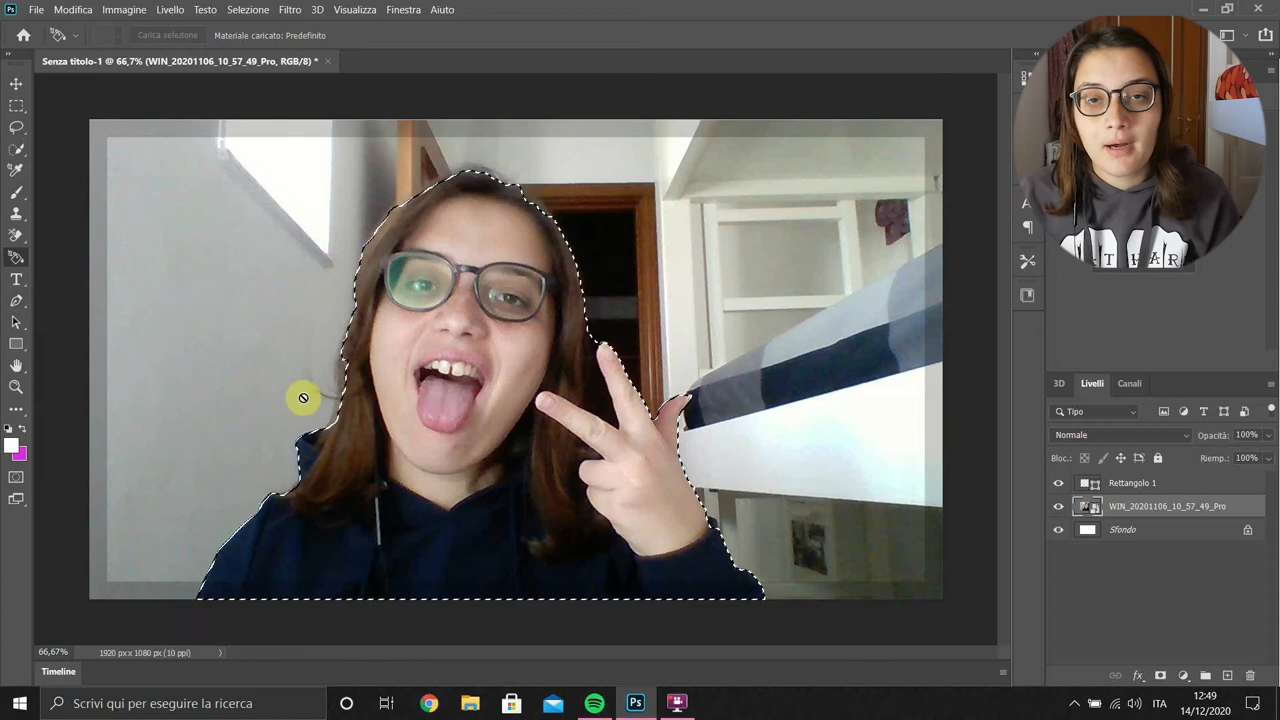 Ps File Modifica Immagine Livello Testo Selezione Filtro 3D Visualizza Finestra Aiuto
Carica selezione Materiale caricato: Predefinito
Senza titolo-1 @ 66,7% (WIN_20201106_10_57_49_Pro, RGB/8) *
3D Livelli Canali
Tipo
Normale Opacità: 100%
Bloc.: Riemp.: 100%
Rettangolo 1
WIN_20201106_10_57_49_Pro
Sfondo
66,67% 1920 px x 1080 px (10 ppi)
Timeline
Scrivi qui per eseguire la ricerca
Ps
ITA
12:49
14/12/2020